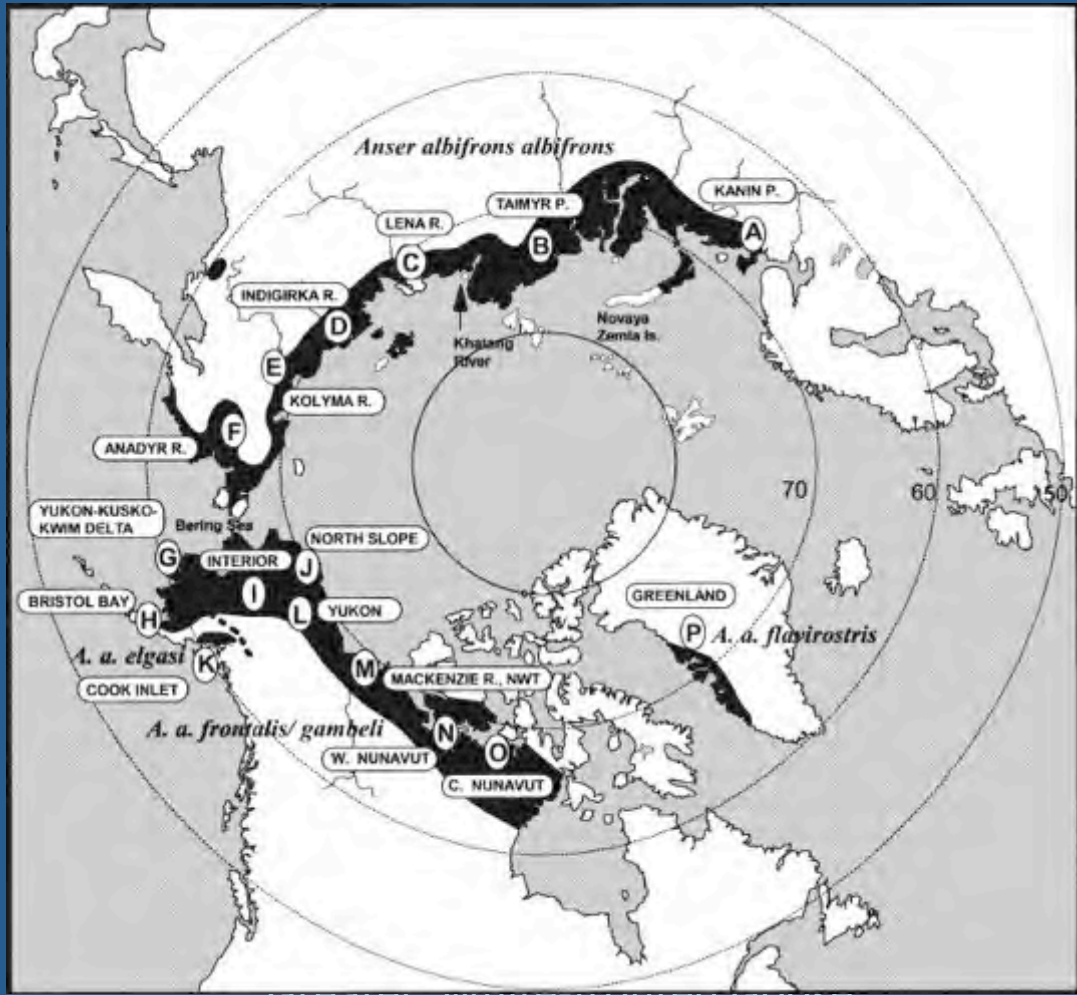 Anser albifrons albifrons
KANIN P.
TAIMYR P.
LENA R.
A
B
C
INDIGIRKA R.
D
Novaya
Zemla Is.
Khatang
River
E
KOLYMA R.
F
ANADYR R.
70
60
50
YUKON-KUSKO-
KWIM DELTA
Bering Sea
NORTH SLOPE
G
INTERIOR
J
I
BRISTOL BAY
H
L
YUKON
GREENLAND
P
A. a. flavirostris
A. a. elgasi
K
COOK INLET
M
MACKENZIE R., NWT
A. a. frontalis/ gambeli
N
O
W. NUNAVUT
C. NUNAVUT